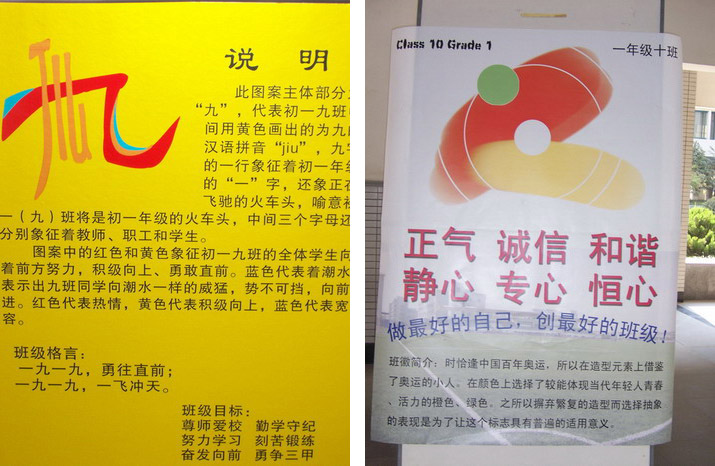 说明
九
jiu
此图案主体部分
“九”，代表初一九班
间用黄色画出的为九
汉语拼音“jiu”，九
的一行象征着初一年
的“一”字，还象正在
飞驰的火车头，喻意
一（九）班将是初一年级的火车头，中间三个字母还
分别象征着教师、职工和学生。
图案中的红色和黄色象征初一九班的全体学生向
着前方努力，积级向上、勇敢直前。蓝色代表着潮水
表示出九班同学向潮水一样的威猛，势不可挡，向前
进。红色代表热情，黄色代表积级向上，蓝色代表宽
容。
班级格言：
一九一九，勇往直前；
一九一九，一飞冲天。
班级目标：
尊师爱校 勤学守纪
努力学习 刻苦锻练
奋发向前 勇争三甲
Class 10 Grade 1
一年级十班
正气 诚信 和谐
静心 专心 恒心
做最好的自己，创最好的班级！
班徽简介：时恰逢中国百年奥运，所以在造型元素上借鉴
了奥运的小人。在颜色上选择了较能体现当代年轻人青春
、活力的橙色、绿色。之所以摒弃繁复的造型而选择抽象
的表现是为了让这个标志具有普遍的适用意义。